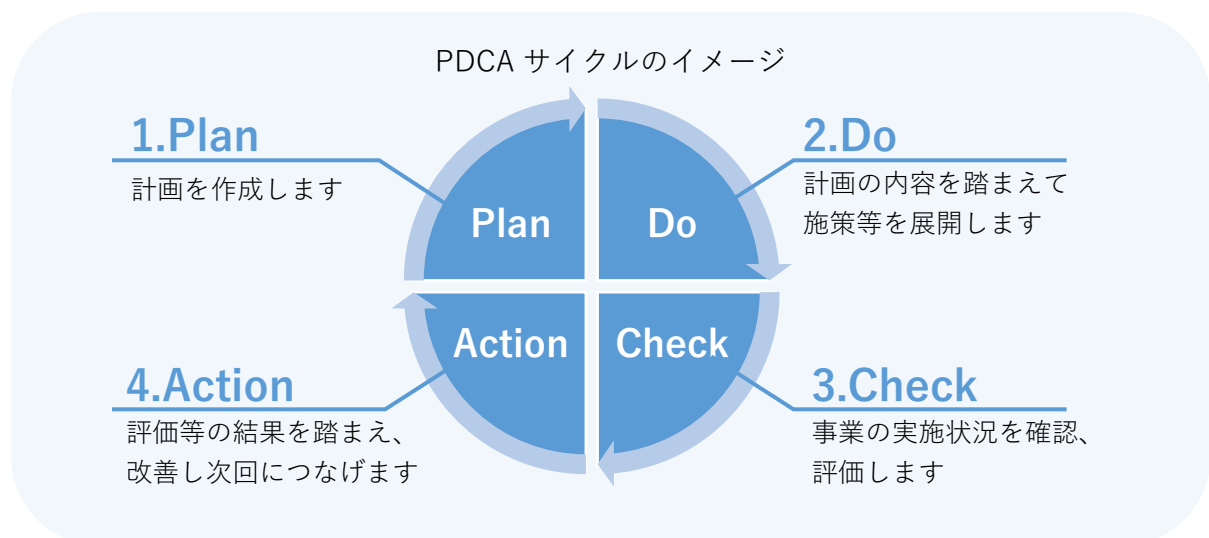 PDCA サイクルのイメージ
1.Plan
計画を作成します
2.Do
計画の内容を踏まえて
施策等を展開します
Plan
Do
Action
Check
4.Action
評価等の結果を踏まえ、
改善し次回につなげます
3.Check
事業の実施状況を確認、
評価します